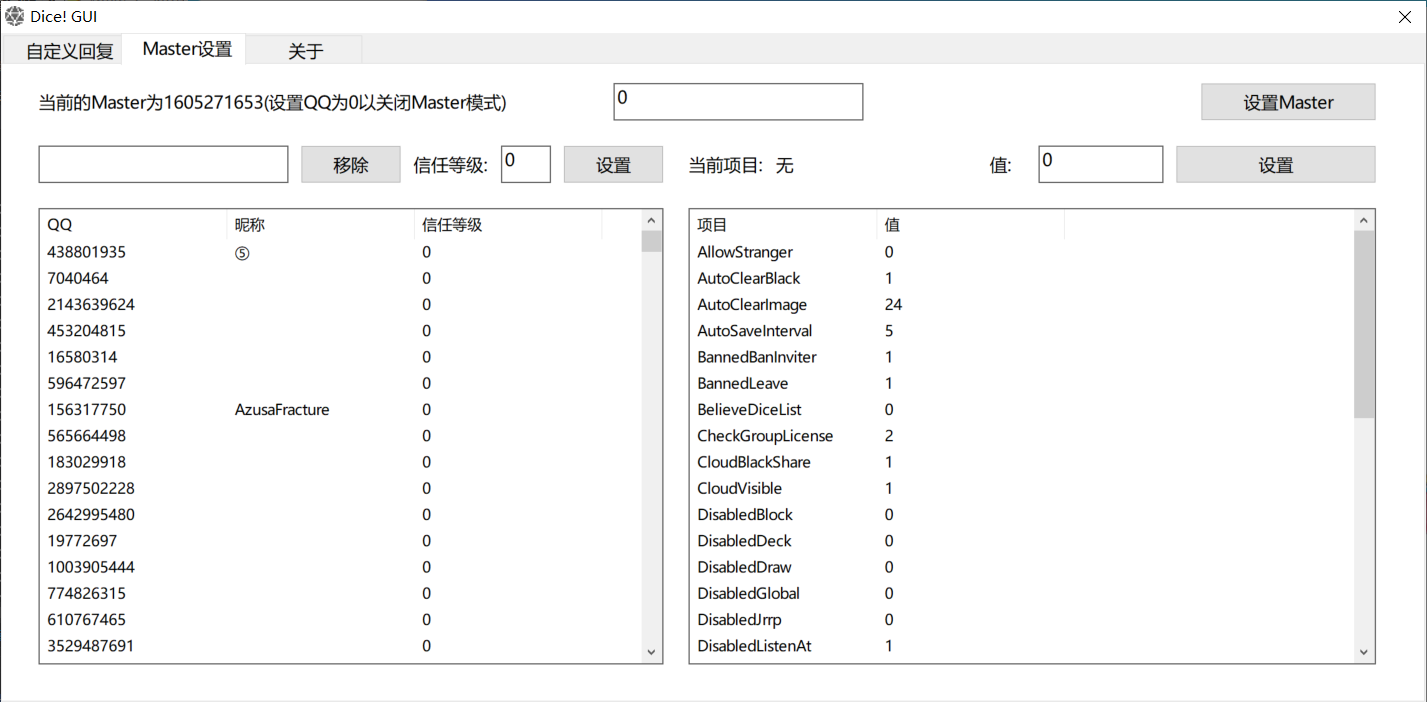 Dice! GUI
自定义回复 Master设置 关于
当前的Master为1605271653(设置QQ为0以关闭Master模式) 0 设置Master
移除 信任等级: 0 设置 当前项目: 无 值: 0 设置
QQ 昵称 信任等级 项目 值
438801935 ⑤ 0 AllowStranger 0
7040464 0 AutoClearBlack 1
2143639624 0 AutoClearImage 24
453204815 0 AutoSaveInterval 5
16580314 0 BannedBanInviter 1
596472597 0 BannedLeave 1
156317750 AzusaFracture 0 BelieveDiceList 0
565664498 0 CheckGroupLicense 2
183029918 0 CloudBlackShare 1
2897502228 0 CloudVisible 1
2642995480 0 DisabledBlock 0
19772697 0 DisabledDeck 0
1003905444 0 DisabledDraw 0
774826315 0 DisabledGlobal 0
610767465 0 DisabledJrrp 0
3529487691 0 DisabledListenAt 1